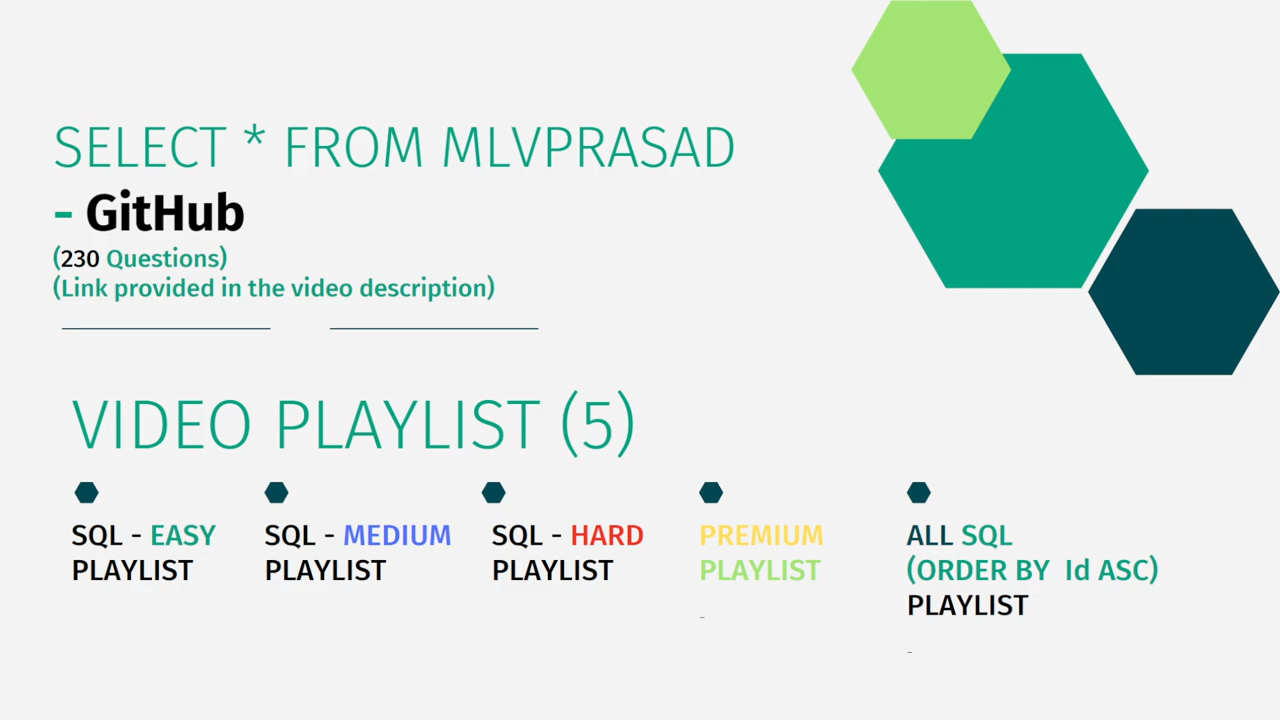 SELECT * FROM MLVPRASAD
- GitHub
(230 Questions)
(Link provided in the video description)
VIDEO PLAYLIST (5)
SQL - EASY
PLAYLIST
SQL - MEDIUM
PLAYLIST
SQL - HARD
PLAYLIST
PREMIUM
PLAYLIST
-
ALL SQL
(ORDER BY  Id ASC)
PLAYLIST
-